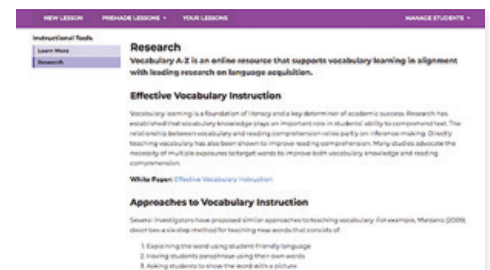 NEW LESSON PREMADE LESSONS YOUR LESSONS MANAGE STUDENTS
Instructional Tools
Learn More
Research
Research
Vocabulary A-Z is an online resource that supports vocabulary learning in alignment
with leading research on language acquisition.
Effective Vocabulary Instruction
Vocabulary learning is a foundation of literacy and a key determiner of academic success. Research has
established that vocabulary knowledge plays an important role in students' ability to comprehend text. The
relationship between vocabulary and reading comprehension relies partly on inference-making. Directly
teaching vocabulary has also been shown to improve reading comprehension. Many studies advocate the
necessity of multiple exposures to target words to improve both vocabulary knowledge and reading
comprehension.
White Paper: Effective Vocabulary Instruction
Approaches to Vocabulary Instruction
Several investigators have proposed similar approaches to teaching vocabulary. For example, Marzano (2009)
describes a six-step method for teaching new words that consists of:
1. Explaining the word using student-friendly language
2. Having students paraphrase using their own words
3. Asking students to show the word with a picture